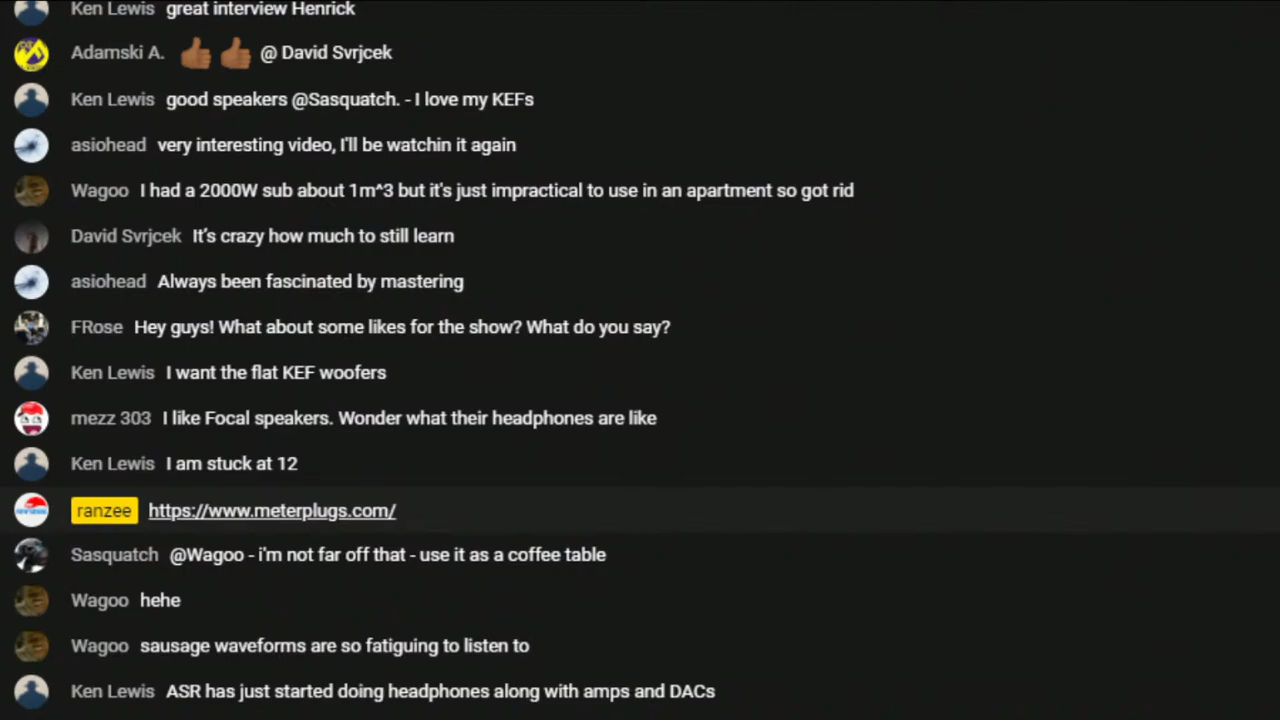 Ken Lewis great interview Henrick
Adamski A. 👍🏾 👍🏾 @ David Svrjcek
Ken Lewis good speakers @Sasquatch. - I love my KEFs
asiohead very interesting video, I'll be watchin it again
Wagoo I had a 2000W sub about 1m^3 but it's just impractical to use in an apartment so got rid
David Svrjcek It's crazy how much to still learn
asiohead Always been fascinated by mastering
FRose Hey guys! What about some likes for the show? What do you say?
Ken Lewis I want the flat KEF woofers
mezz 303 I like Focal speakers. Wonder what their headphones are like
Ken Lewis I am stuck at 12
ranzee https://www.meterplugs.com/
Sasquatch @Wagoo - i'm not far off that - use it as a coffee table
Wagoo hehe
Wagoo sausage waveforms are so fatiguing to listen to
Ken Lewis ASR has just started doing headphones along with amps and DACs